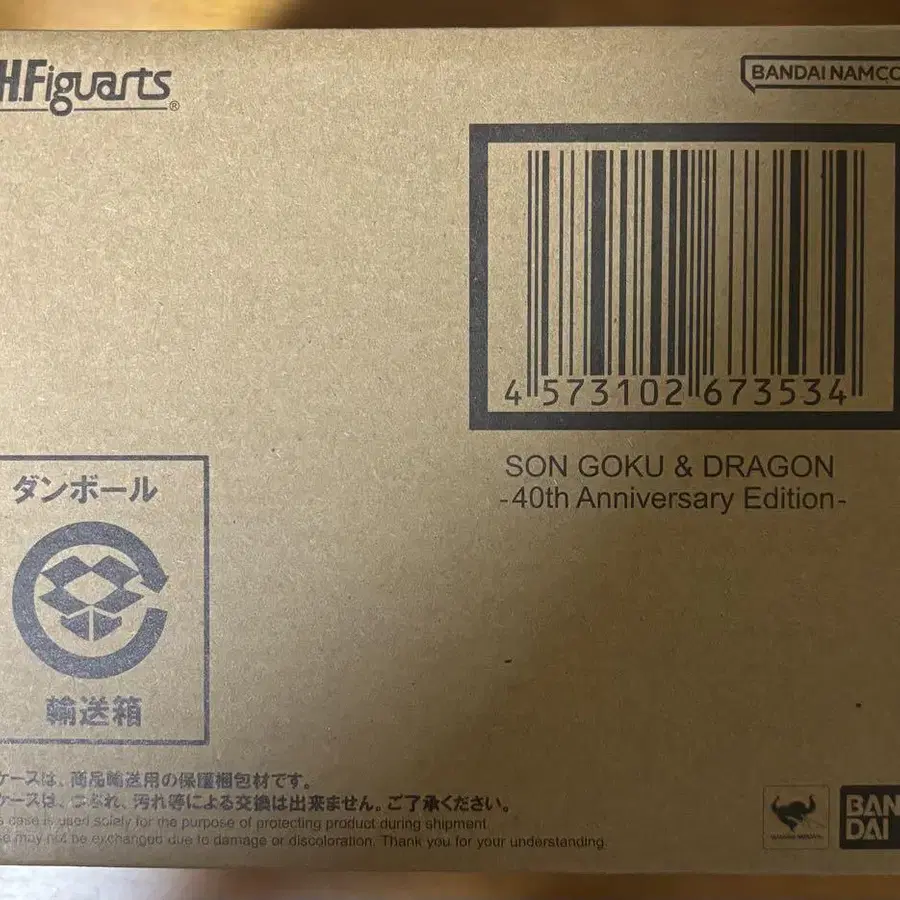 H.Figuarts®
BANDAI NAMCO
4 573102 673534
SON GOKU & DRAGON
-40th Anniversary Edition-
ダンボール
輸送箱
ケースは、商品輸送用の保護梱包材です。
ケースは、つぶれ、汚れ等による交換は出来ません。ご了承ください。
case is used solely for the purpose of protecting product during shipment
may not be exchanged due to damage or discoloration. Thank you for your understanding.
BAN
DAI